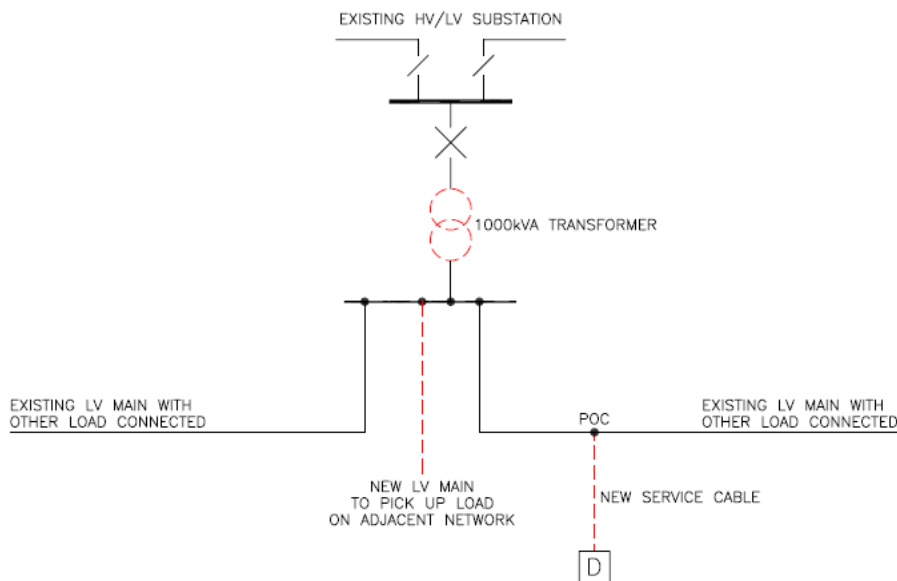 EXISTING HV/LV SUBSTATION
1000kVA TRANSFORMER
EXISTING LV MAIN WITH
OTHER LOAD CONNECTED
POC
EXISTING LV MAIN WITH
OTHER LOAD CONNECTED
NEW LV MAIN
TO PICK UP LOAD
ON ADJACENT NETWORK
NEW SERVICE CABLE
D